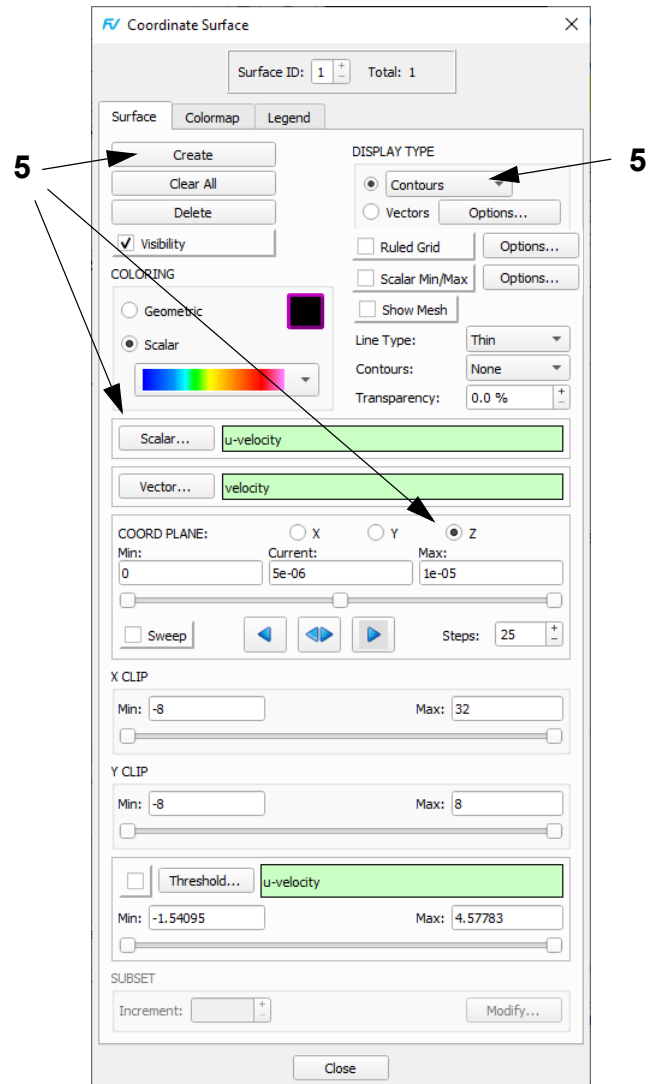 FV Coordinate Surface
Surface ID: 1 Total: 1
Surface Colormap Legend
5
5
Create
Clear All
Delete
Visibility
DISPLAY TYPE
Contours
Vectors Options...
Ruled Grid Options...
Scalar Min/Max Options...
Show Mesh
COLORING
Geometric
Scalar
Line Type: Thin
Contours: None
Transparency: 0.0 %
Scalar... u-velocity
Vector... velocity
COORD PLANE: X Y Z
Min: Current: Max:
0 5e-06 1e-05
Sweep Steps: 25
X CLIP
Min: -8 Max: 32
Y CLIP
Min: -8 Max: 8
Threshold... u-velocity
Min: -1.54095 Max: 4.57783
SUBSET
Increment: Modify...
Close